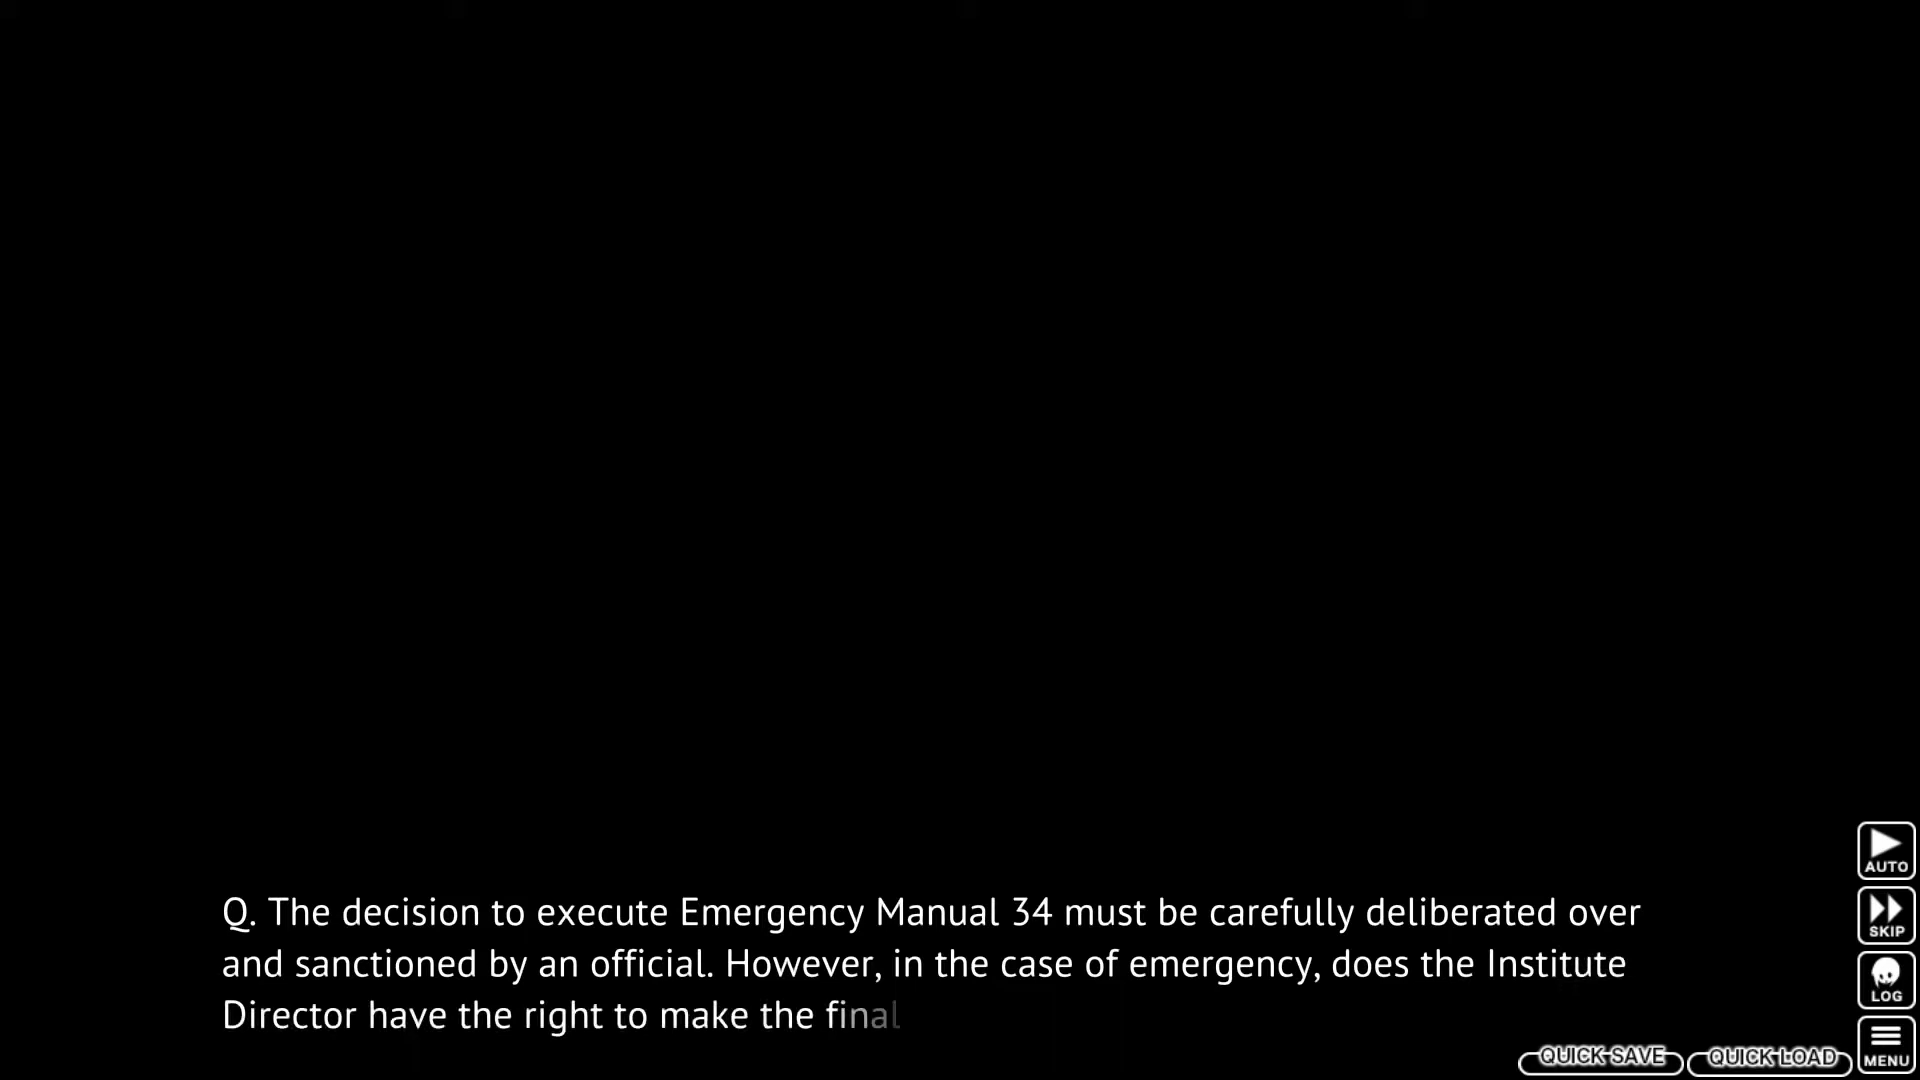 Q. The decision to execute Emergency Manual 34 must be carefully deliberated over
and sanctioned by an official. However, in the case of emergency, does the Institute
Director have the right to make the final
AUTO
SKIP
LOG
MENU
QUICK SAVE QUICK LOAD